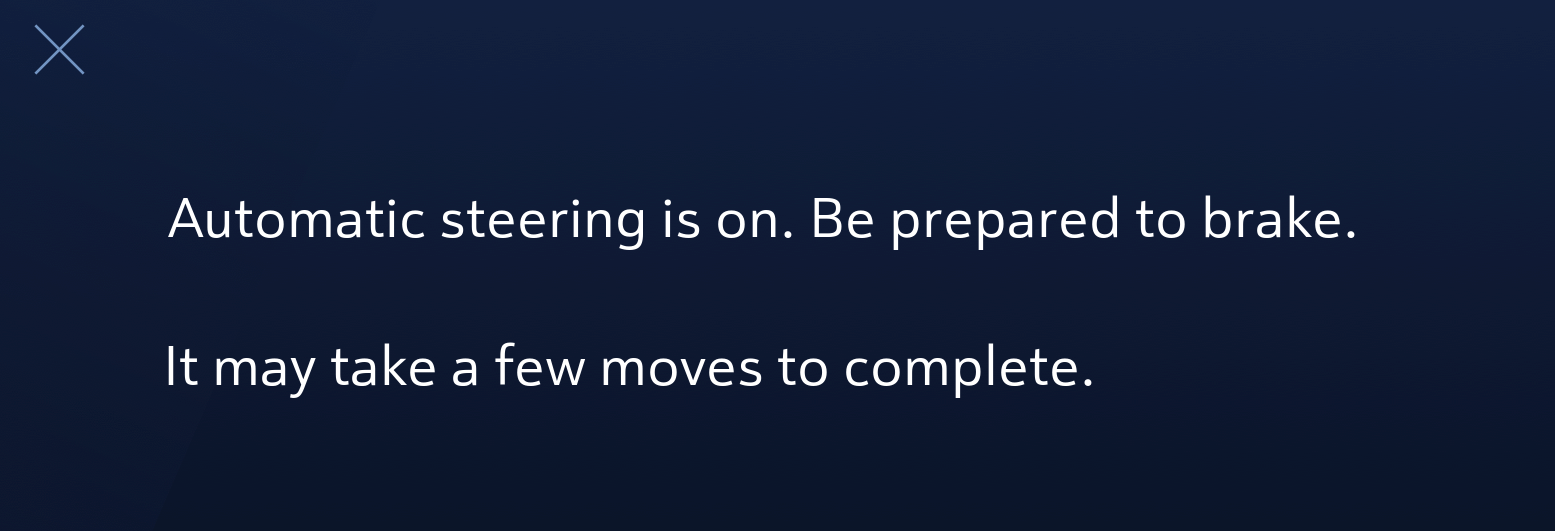 Automatic steering is on. Be prepared to brake.
It may take a few moves to complete.